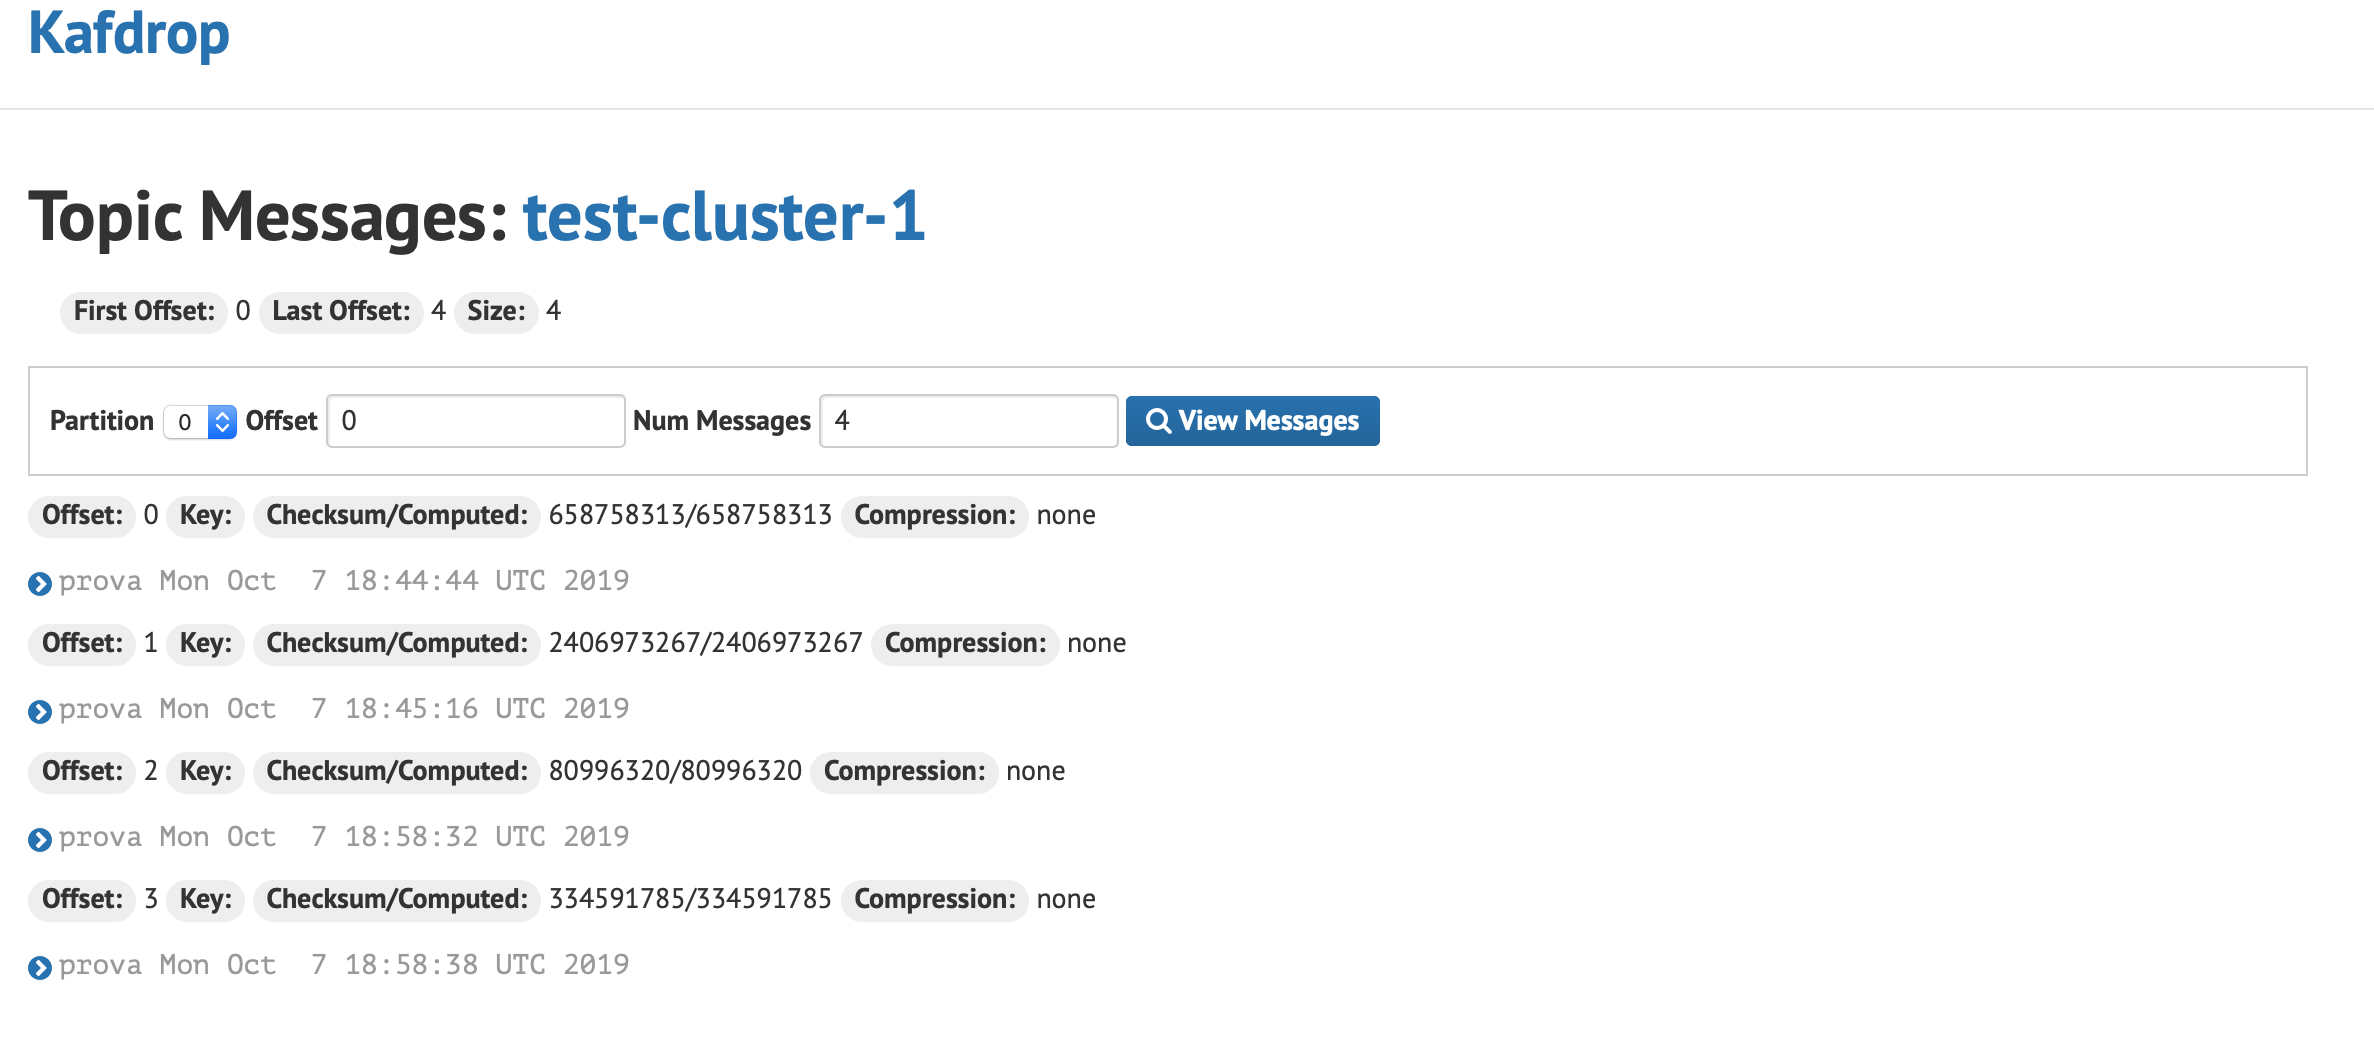 Kafdrop
Topic Messages: test-cluster-1
First Offset: 0 Last Offset: 4 Size: 4
Partition 0 Offset 0 Num Messages 4 View Messages
Offset: 0 Key: Checksum/Computed: 658758313/658758313 Compression: none
prova Mon Oct  7 18:44:44 UTC 2019
Offset: 1 Key: Checksum/Computed: 2406973267/2406973267 Compression: none
prova Mon Oct  7 18:45:16 UTC 2019
Offset: 2 Key: Checksum/Computed: 80996320/80996320 Compression: none
prova Mon Oct  7 18:58:32 UTC 2019
Offset: 3 Key: Checksum/Computed: 334591785/334591785 Compression: none
prova Mon Oct  7 18:58:38 UTC 2019